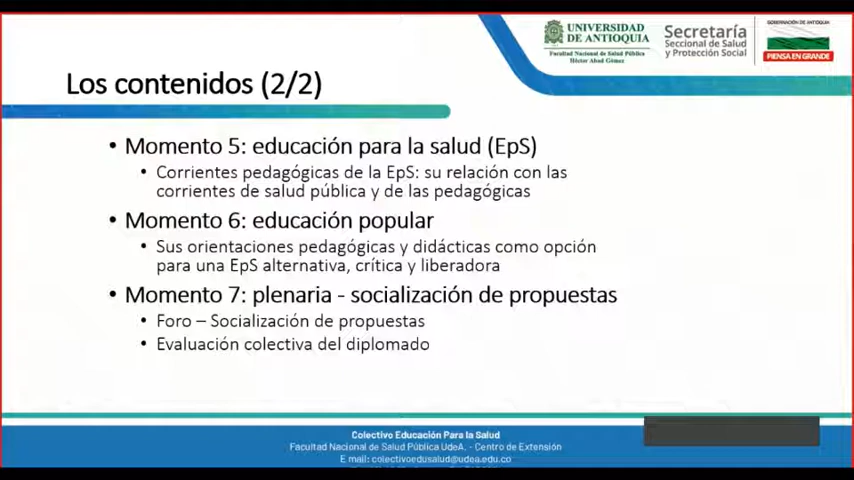 UNIVERSIDAD
DE ANTIOQUIA
Facultad Nacional de Salud Pública
Héctor Abad Gómez
Secretaría
Seccional de Salud
y Protección Social
GOBERNACIÓN DE ANTIOQUIA
PIENSA EN GRANDE
Los contenidos (2/2)
• Momento 5: educación para la salud (EpS)
• Corrientes pedagógicas de la EpS: su relación con las
corrientes de salud pública y de las pedagógicas
• Momento 6: educación popular
• Sus orientaciones pedagógicas y didácticas como opción
para una EpS alternativa, crítica y liberadora
• Momento 7: plenaria - socialización de propuestas
• Foro – Socialización de propuestas
• Evaluación colectiva del diplomado
Colectivo Educación Para la Salud
Facultad Nacional de Salud Pública UdeA. - Centro de Extensión
E mail: colectivoedusalud@udea.edu.co